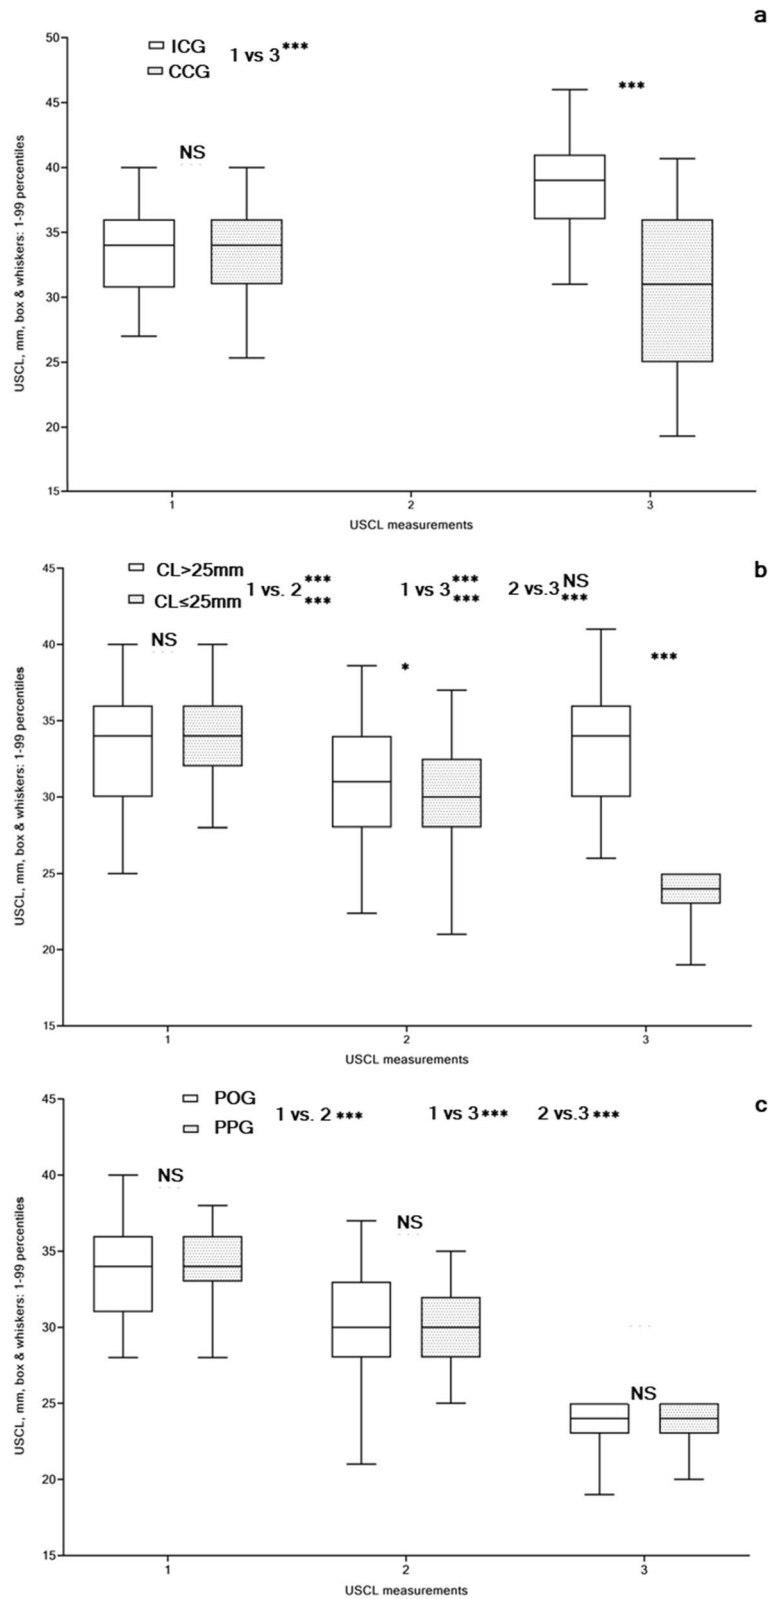 a
50
ICG
1 vs 3***
CCG
***
45
NS
40
35
30
25
20
15
1
2
3
USCL, mm, box & whiskers: 1-99 percentiles
USCL measurements
b
45
CL>25mm
CL≤25mm
1 vs. 2
***
***
1 vs 3
***
***
2 vs.3
NS
***
NS
*
***
40
35
30
25
20
15
1
2
3
USCL, mm, box & whiskers: 1-99 percentiles
USCL measurements
c
45
POG
PPG
1 vs. 2 ***
1 vs 3 ***
2 vs.3 ***
NS
NS
NS
40
35
30
25
20
15
1
2
3
USCL, mm, box & whiskers: 1-99 percentiles
USCL measurements